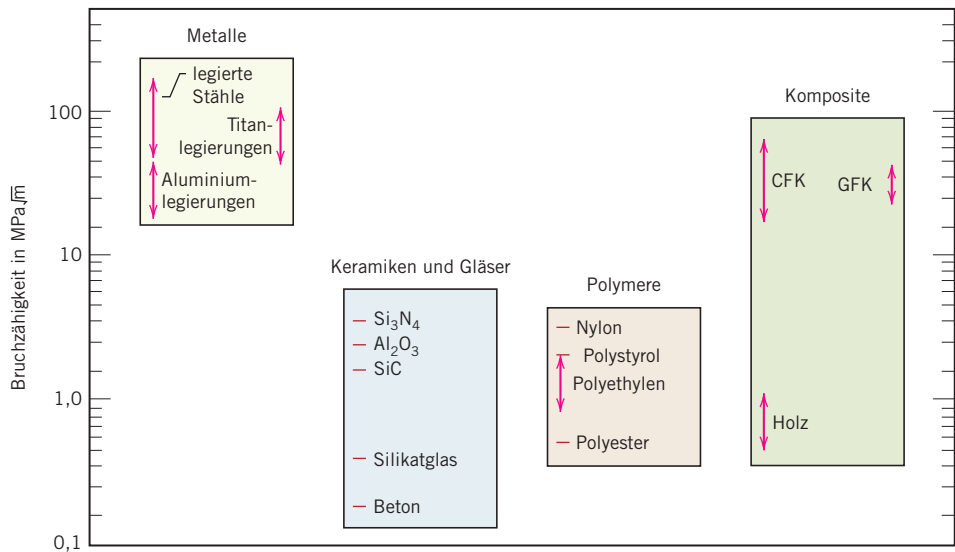 Bruchzähigkeit in MPa√m
100
10
1,0
0,1
Metalle
legierte
Stähle
Titan-
legierungen
Aluminium-
legierungen
Keramiken und Gläser
Si₃N₄
Al₂O₃
SiC
Silikatglas
Beton
Polymere
Nylon
Polystyrol
Polyethylen
Polyester
Komposite
CFK
GFK
Holz